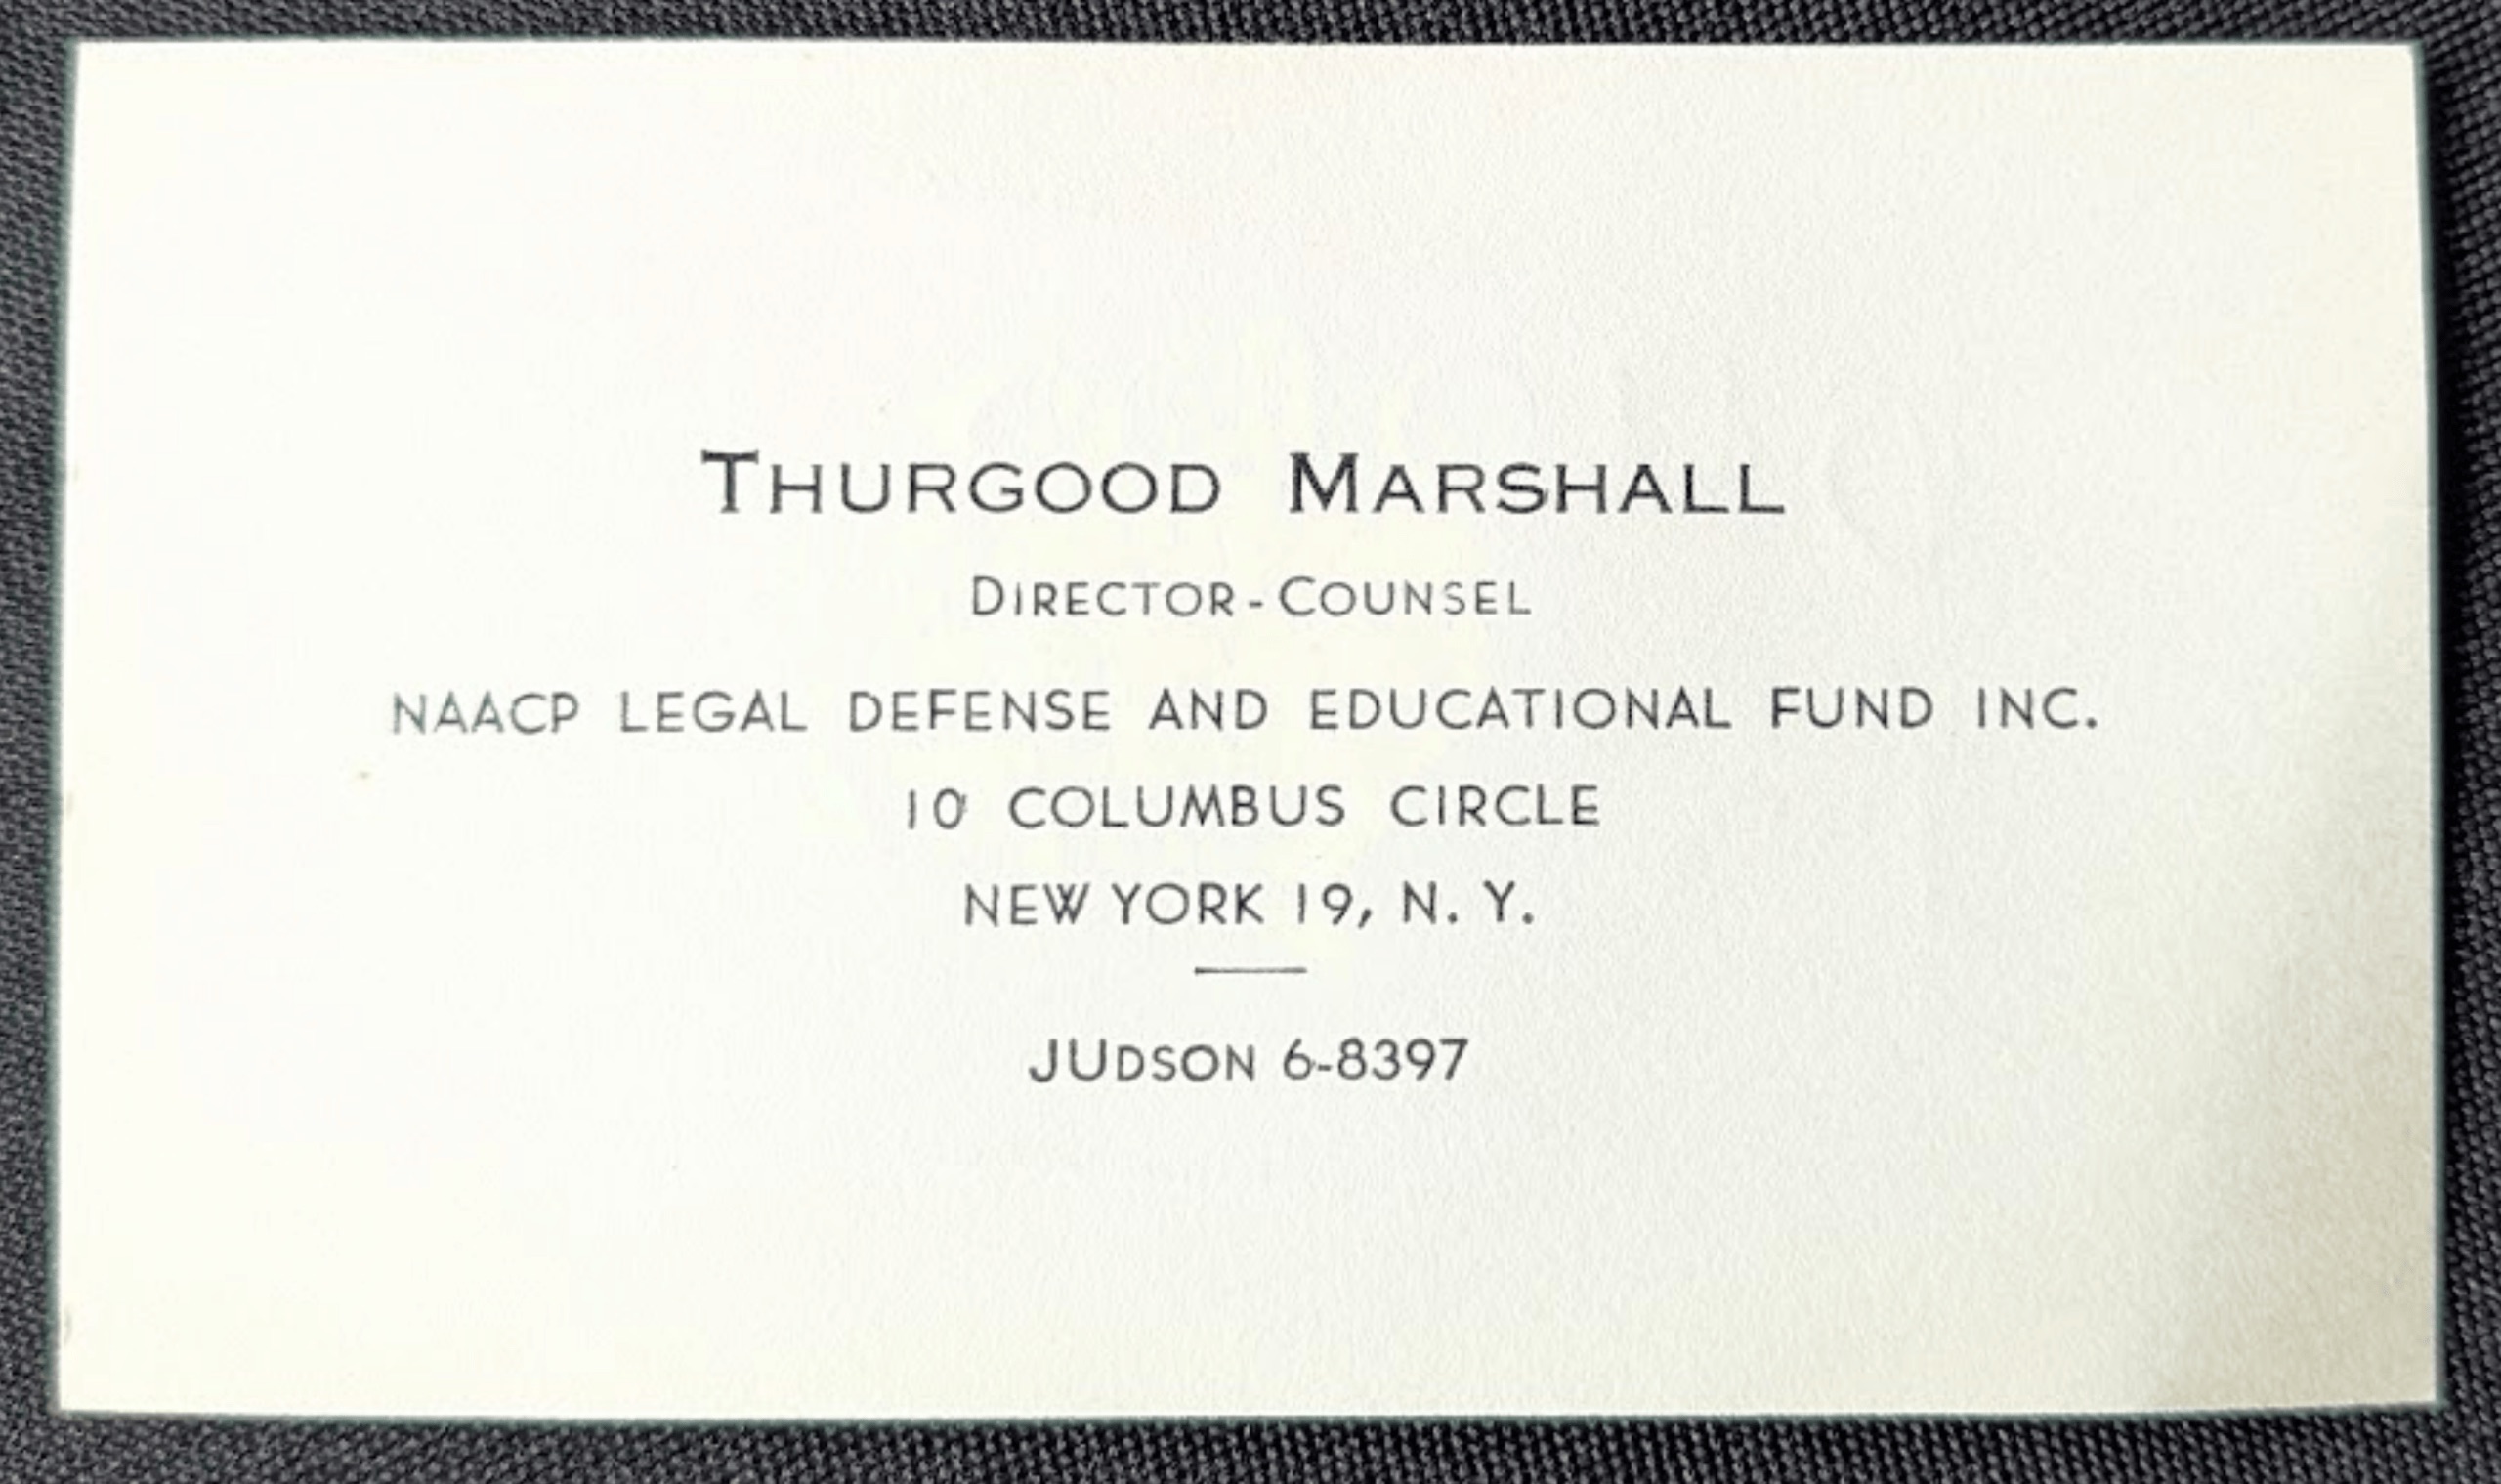 THURGOOD MARSHALL
DIRECTOR-COUNSEL
NAACP LEGAL DEFENSE AND EDUCATIONAL FUND INC.
10 COLUMBUS CIRCLE
NEW YORK 19, N. Y.
JUDSON 6-8397